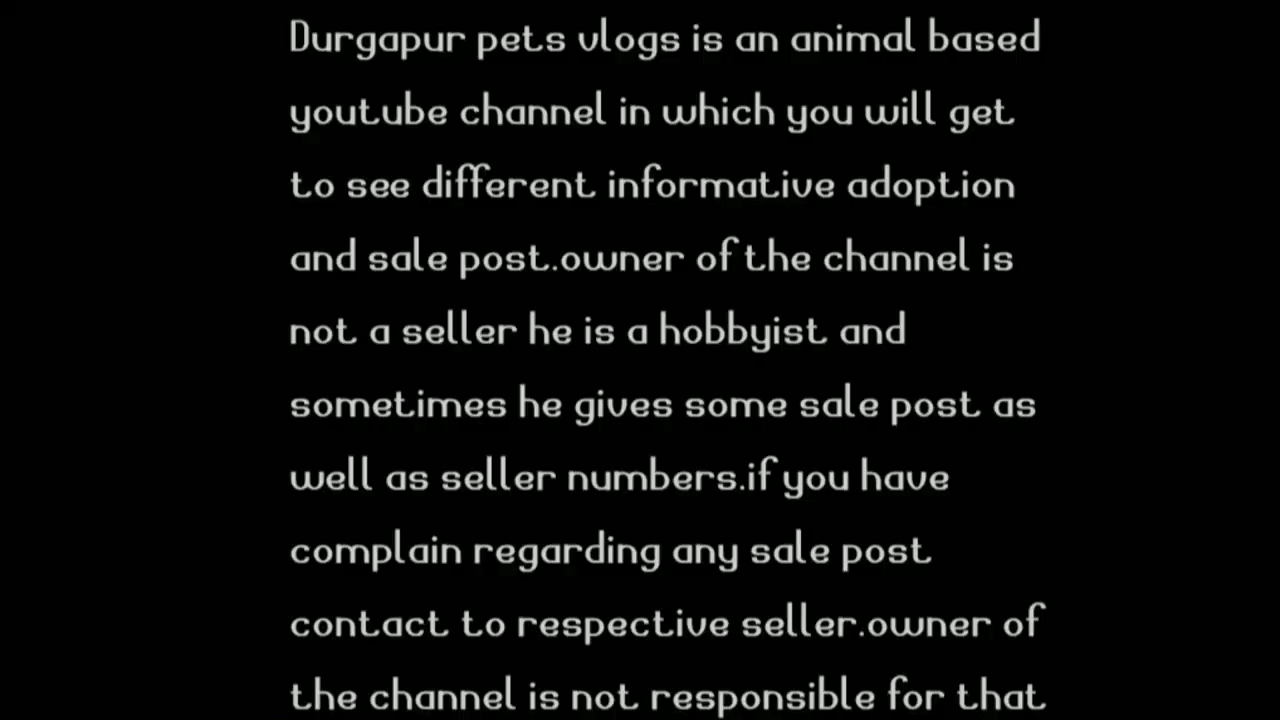 Durgapur pets vlogs is an animal based
youtube channel in which you will get
to see different informative adoption
and sale post.owner of the channel is
not a seller he is a hobbyist and
sometimes he gives some sale post as
well as seller numbers.if you have
complain regarding any sale post
contact to respective seller.owner of
the channel is not responsible for that